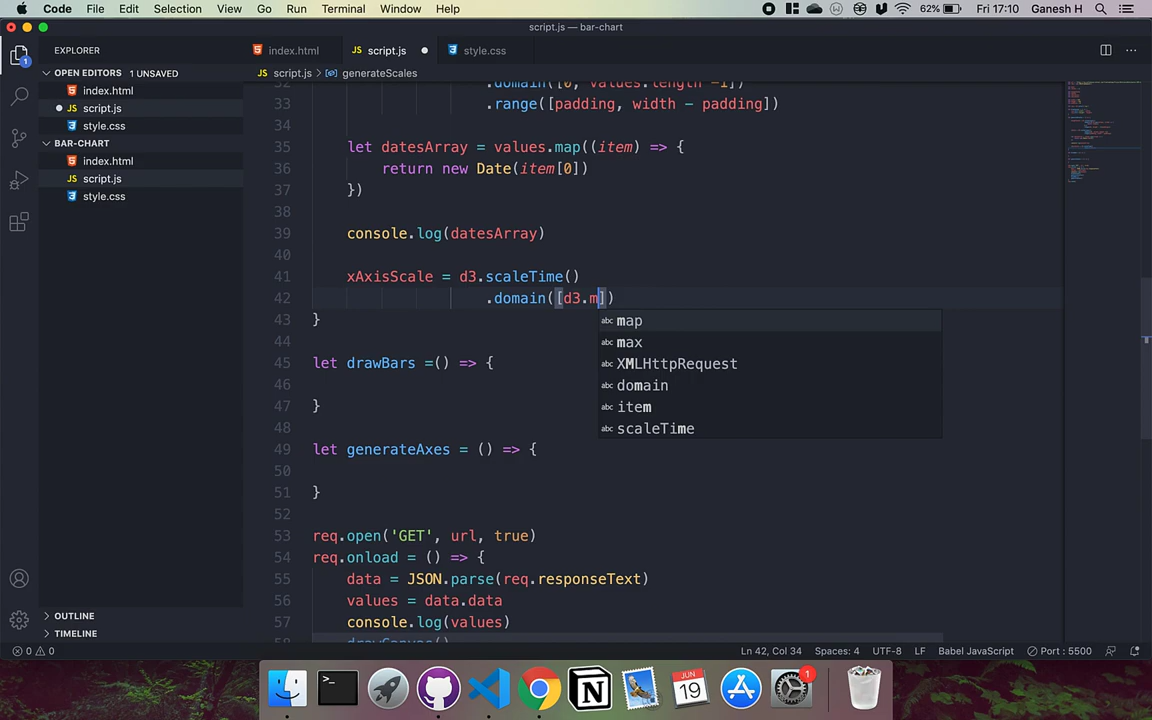 Code File Edit Selection View Go Run Terminal Window Help
62% Fri 17:10 Ganesh H
script.js — bar-chart
EXPLORER
index.html
JS script.js
style.css
OPEN EDITORS 1 UNSAVED
JS script.js > generateScales
index.html
JS script.js
style.css
BAR-CHART
index.html
JS script.js
style.css
1
OUTLINE
TIMELINE
32 .domain([0, values.length -1])
33 .range([padding, width - padding])
34
35 let datesArray = values.map((item) => {
36 return new Date(item[0])
37 })
38
39 console.log(datesArray)
40
41 xAxisScale = d3.scaleTime()
42 .domain([d3.m])
43 }
44
45 let drawBars =() => {
46
47 }
48
49 let generateAxes = () => {
50
51 }
52
53 req.open('GET', url, true)
54 req.onload = () => {
55 data = JSON.parse(req.responseText)
56 values = data.data
57 console.log(values)
58 drawCanvas()
abc map
abc max
abc XMLHttpRequest
abc domain
abc item
abc scaleTime
0 0
Ln 42, Col 34 Spaces: 4 UTF-8 LF Babel JavaScript Port : 5500
>_
N
JUN
19
1